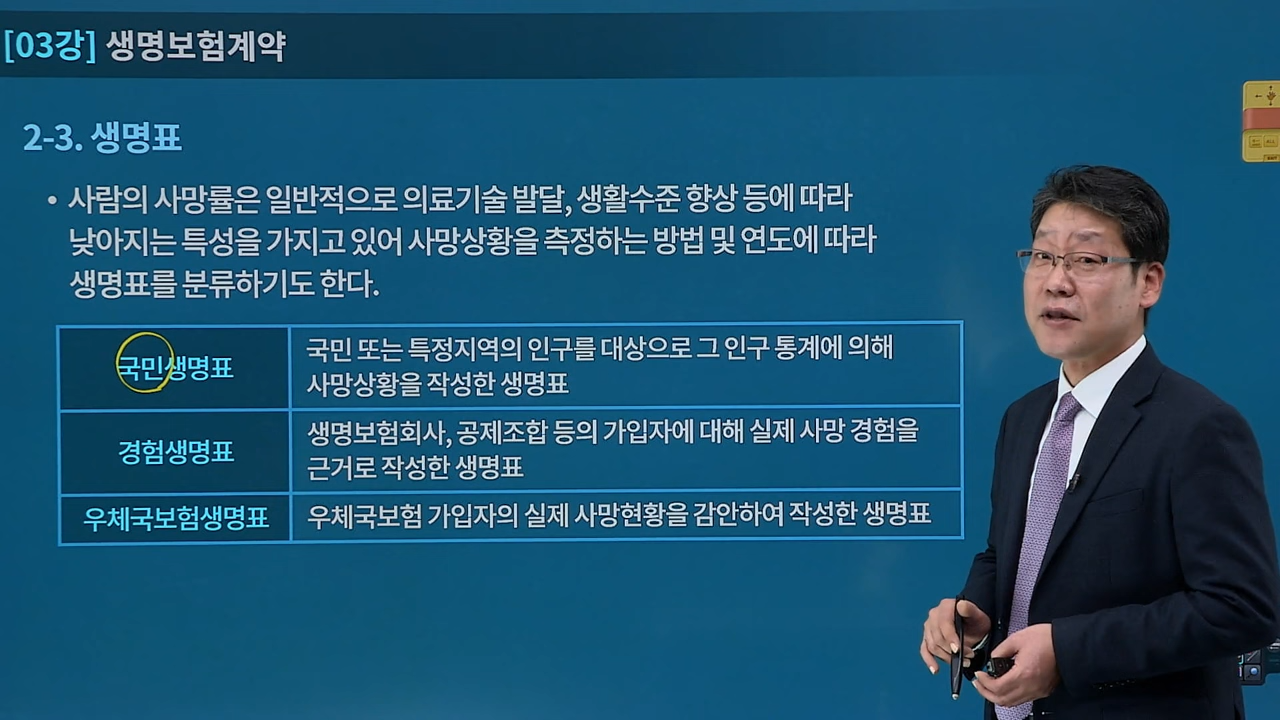 [03강] 생명보험계약
2-3. 생명표
• 사람의 사망률은 일반적으로 의료기술 발달, 생활수준 향상 등에 따라
낮아지는 특성을 가지고 있어 사망상황을 측정하는 방법 및 연도에 따라
생명표를 분류하기도 한다.
국민생명표
국민 또는 특정지역의 인구를 대상으로 그 인구 통계에 의해
사망상황을 작성한 생명표
경험생명표
생명보험회사, 공제조합 등의 가입자에 대해 실제 사망 경험을
근거로 작성한 생명표
우체국보험생명표
우체국보험 가입자의 실제 사망현황을 감안하여 작성한 생명표